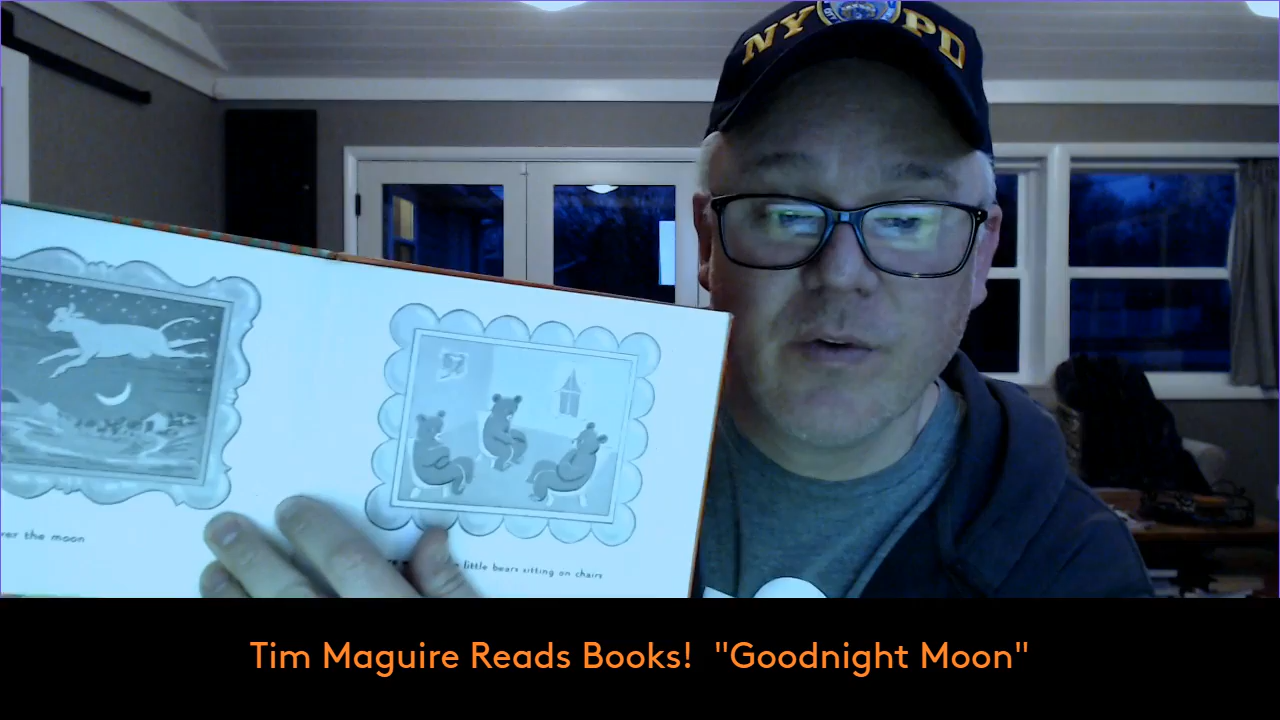 NYPD
over the moon
little bears sitting on chairs
Tim Maguire Reads Books! "Goodnight Moon"